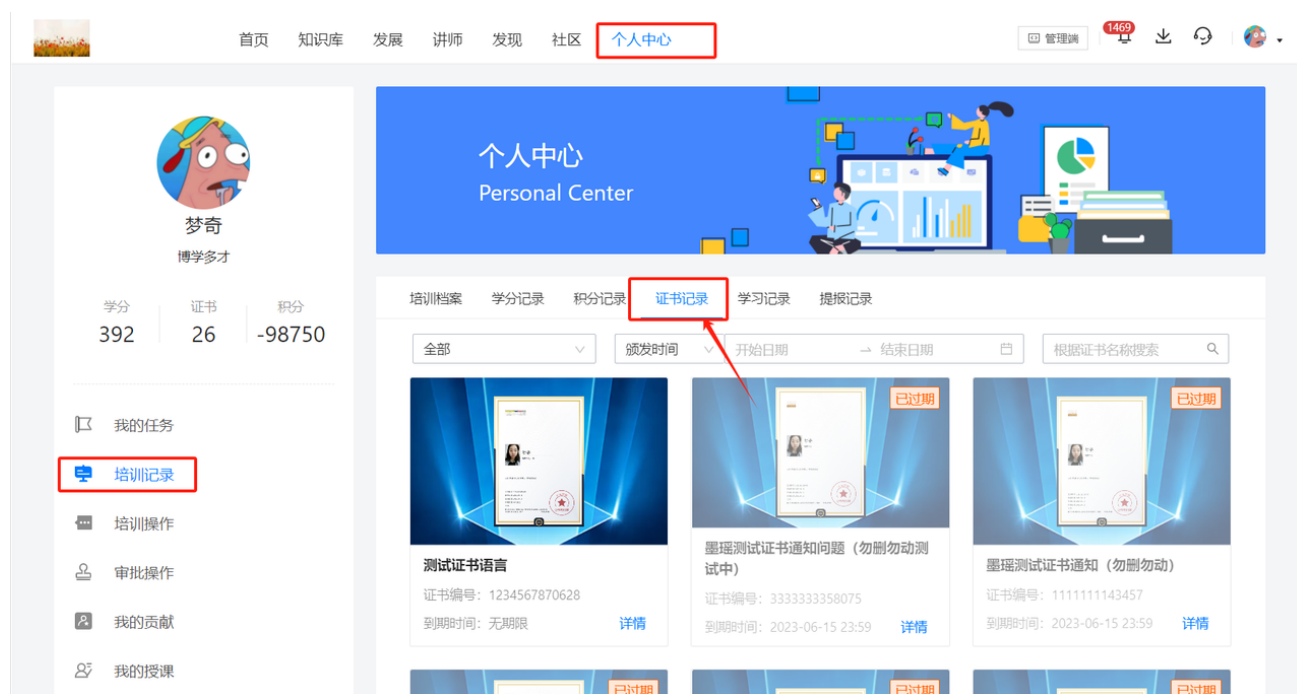 首页 知识库 发展 讲师 发现 社区 个人中心 管理端 1469
个人中心
Personal Center
梦奇
博学多才
学分 证书 积分
392 26 -98750
我的任务
培训记录
培训操作
审批操作
我的贡献
我的授课
培训档案 学分记录 积分记录 证书记录 学习记录 提报记录
全部 颁发时间 开始日期 → 结束日期 根据证书名称搜索
测试证书语言
证书编号：1234567870628
到期时间：无期限 详情
已过期
墨瑶测试证书通知问题（勿删勿动测
试中）
证书编号：3333333358075
到期时间：2023-06-15 23:59 详情
已过期
墨瑶测试证书通知（勿删勿动）
证书编号：1111111143457
到期时间：2023-06-15 23:59 详情
已过期 已过期 已过期